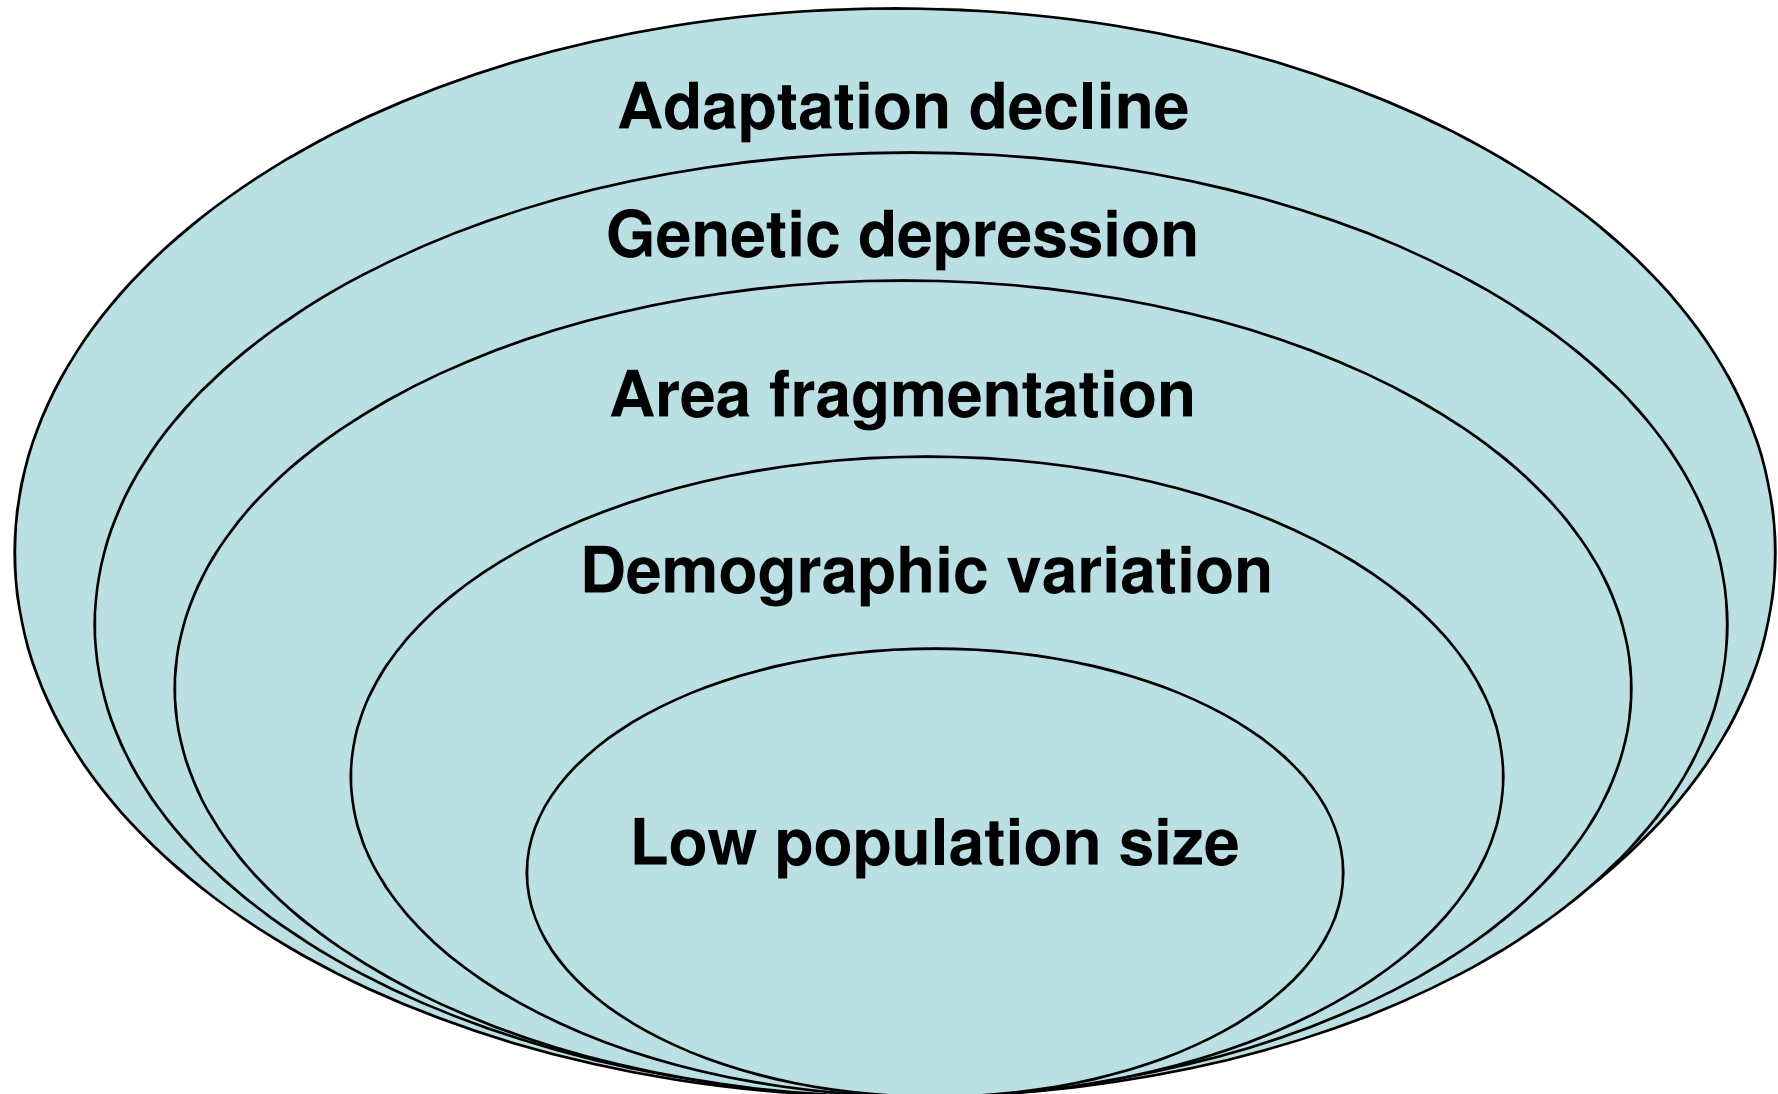 Adaptation decline
Genetic depression
Area fragmentation
Demographic variation
Low population size